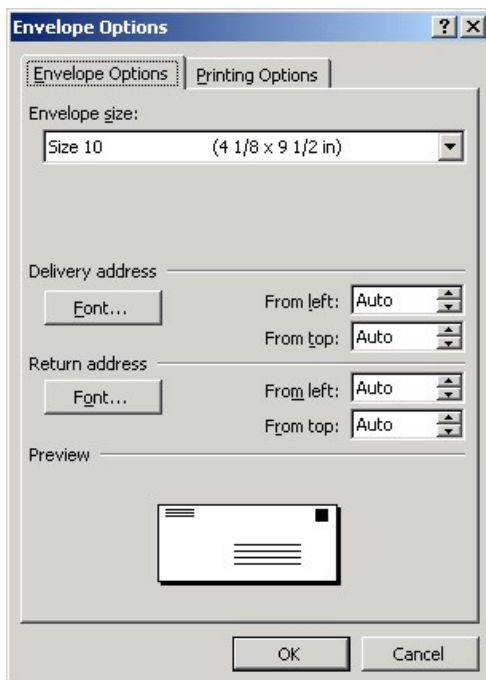 Envelope Options
Envelope Options Printing Options
Envelope size:
Size 10 (4 1/8 x 9 1/2 in)
Delivery address
Font... From left: Auto
From top: Auto
Return address
Font... From left: Auto
From top: Auto
Preview
OK Cancel